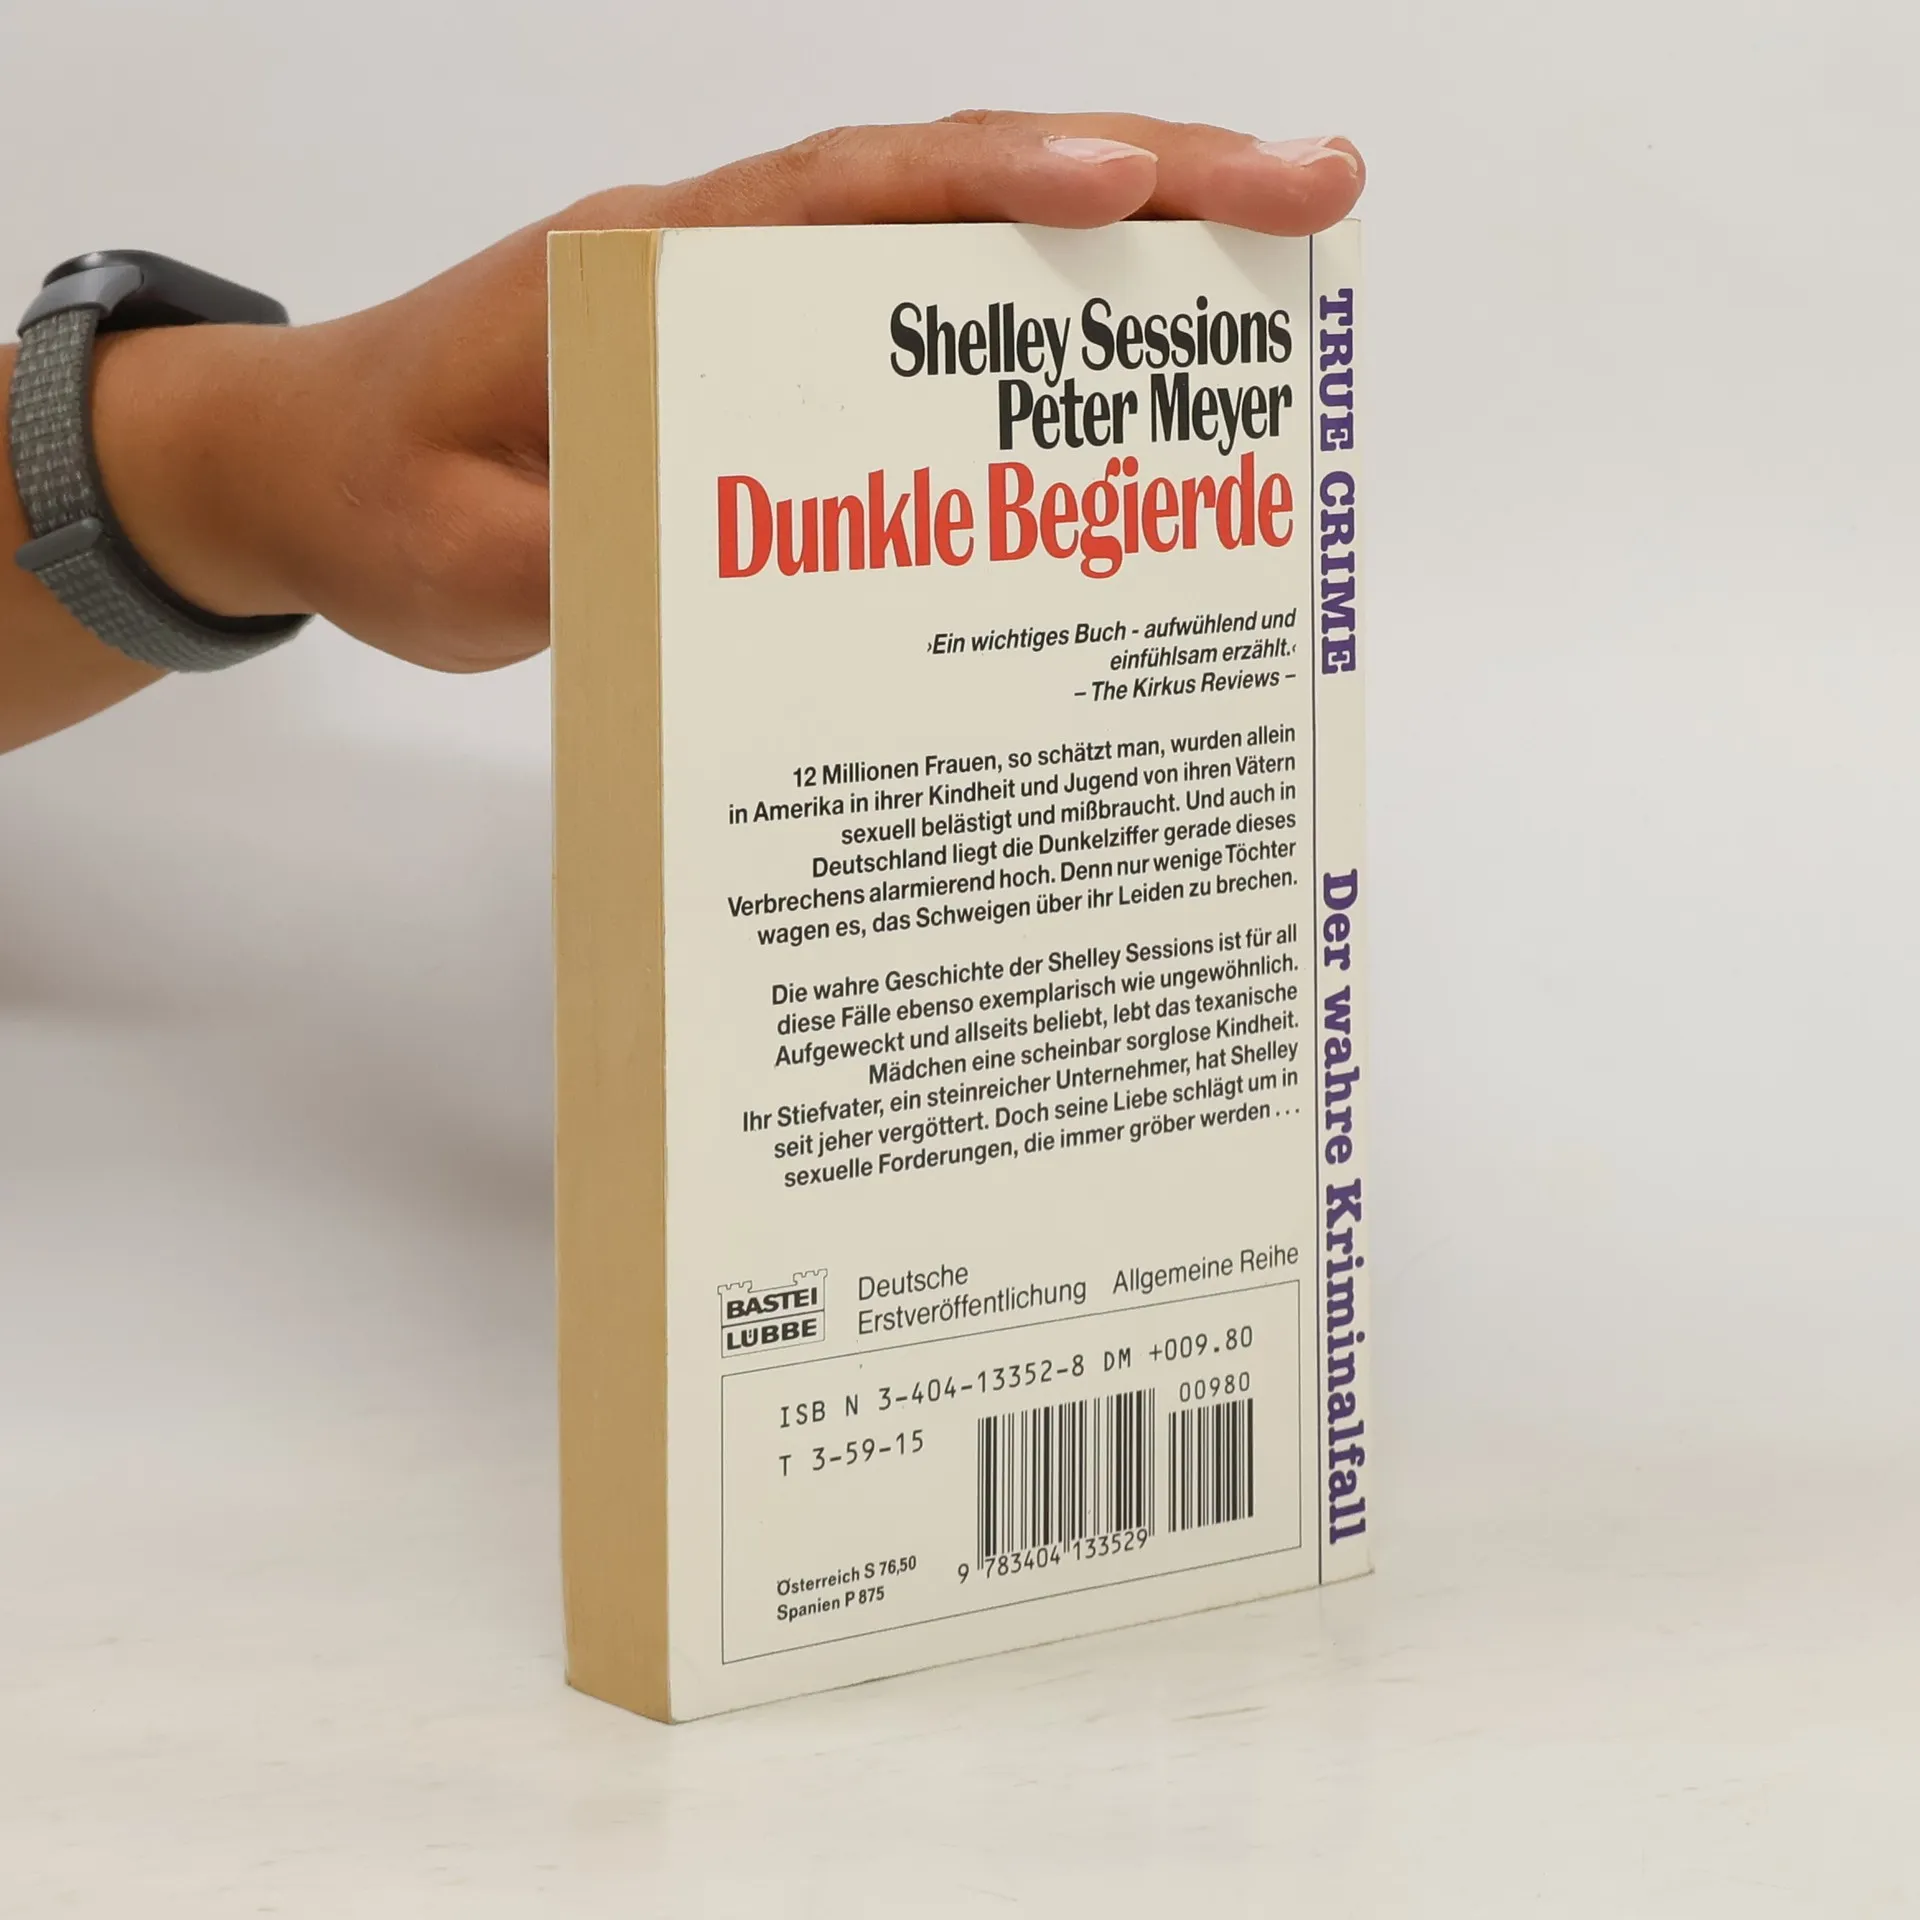 Shelley Sessions
Peter Meyer
Dunkle Begierde
›Ein wichtiges Buch - aufwühlend und
einfühlsam erzählt.‹
– The Kirkus Reviews –
12 Millionen Frauen, so schätzt man, wurden allein
in Amerika in ihrer Kindheit und Jugend von ihren Vätern
sexuell belästigt und mißbraucht. Und auch in
Deutschland liegt die Dunkelziffer gerade dieses
Verbrechens alarmierend hoch. Denn nur wenige Töchter
wagen es, das Schweigen über ihr Leiden zu brechen.
Die wahre Geschichte der Shelley Sessions ist für all
diese Fälle ebenso exemplarisch wie ungewöhnlich.
Aufgeweckt und allseits beliebt, lebt das texanische
Mädchen eine scheinbar sorglose Kindheit.
Ihr Stiefvater, ein steinreicher Unternehmer, hat Shelley
seit jeher vergöttert. Doch seine Liebe schlägt um in
sexuelle Forderungen, die immer gröber werden . . .
BASTEI
LÜBBE
Deutsche
Erstveröffentlichung
Allgemeine Reihe
ISB N 3-404-13352-8 DM +009.80
00980
T 3-59-15
9 783404 133529
Österreich S 76,50
Spanien P 875
TRUE CRIME
Der wahre Kriminalfall